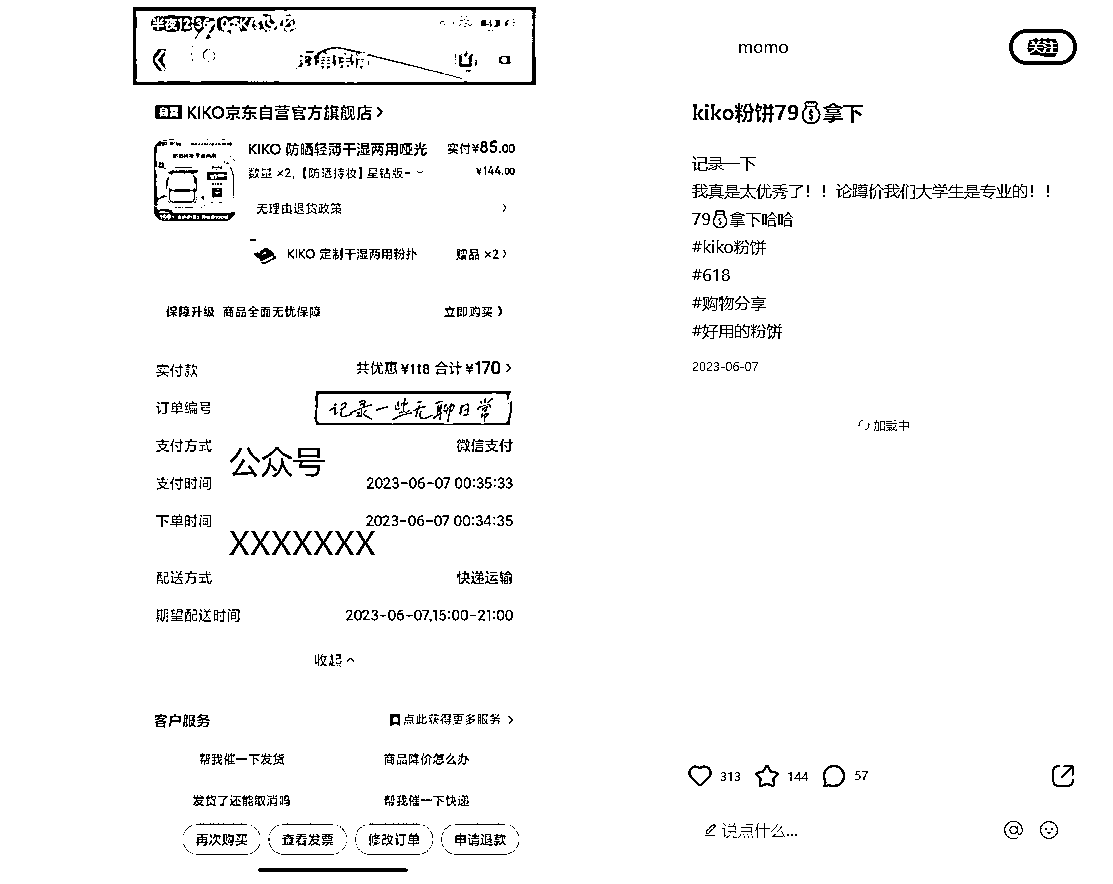 自营 KIKO京东自营官方旗舰店
KIKO 防晒轻薄干湿两用哑光 实付¥85.00
数量 ×2,【防晒持妆】星钻版- ¥144.00
无理由退货政策
KIKO 定制干湿两用粉扑 赠品 ×2
保障升级 商品全面无忧保障 立即购买
实付款 共优惠 ¥118 合计 ¥170
订单编号 记录一些无聊日常
支付方式 微信支付
公众号
支付时间 2023-06-07 00:35:33
下单时间 2023-06-07 00:34:35
XXXXXXX
配送方式 快递运输
期望配送时间 2023-06-07,15:00-21:00
收起
客户服务 点此获得更多服务
帮我催一下发货 商品降价怎么办
发货了还能取消吗 帮我催一下快递
再次购买 查看发票 修改订单 申请退款
momo 关注
kiko粉饼79💰拿下
记录一下
我真是太优秀了！！论蹲价我们大学生是专业的！！
79💰拿下哈哈
#kiko粉饼
#618
#购物分享
#好用的粉饼
2023-06-07
加载中
313 144 57
说点什么...